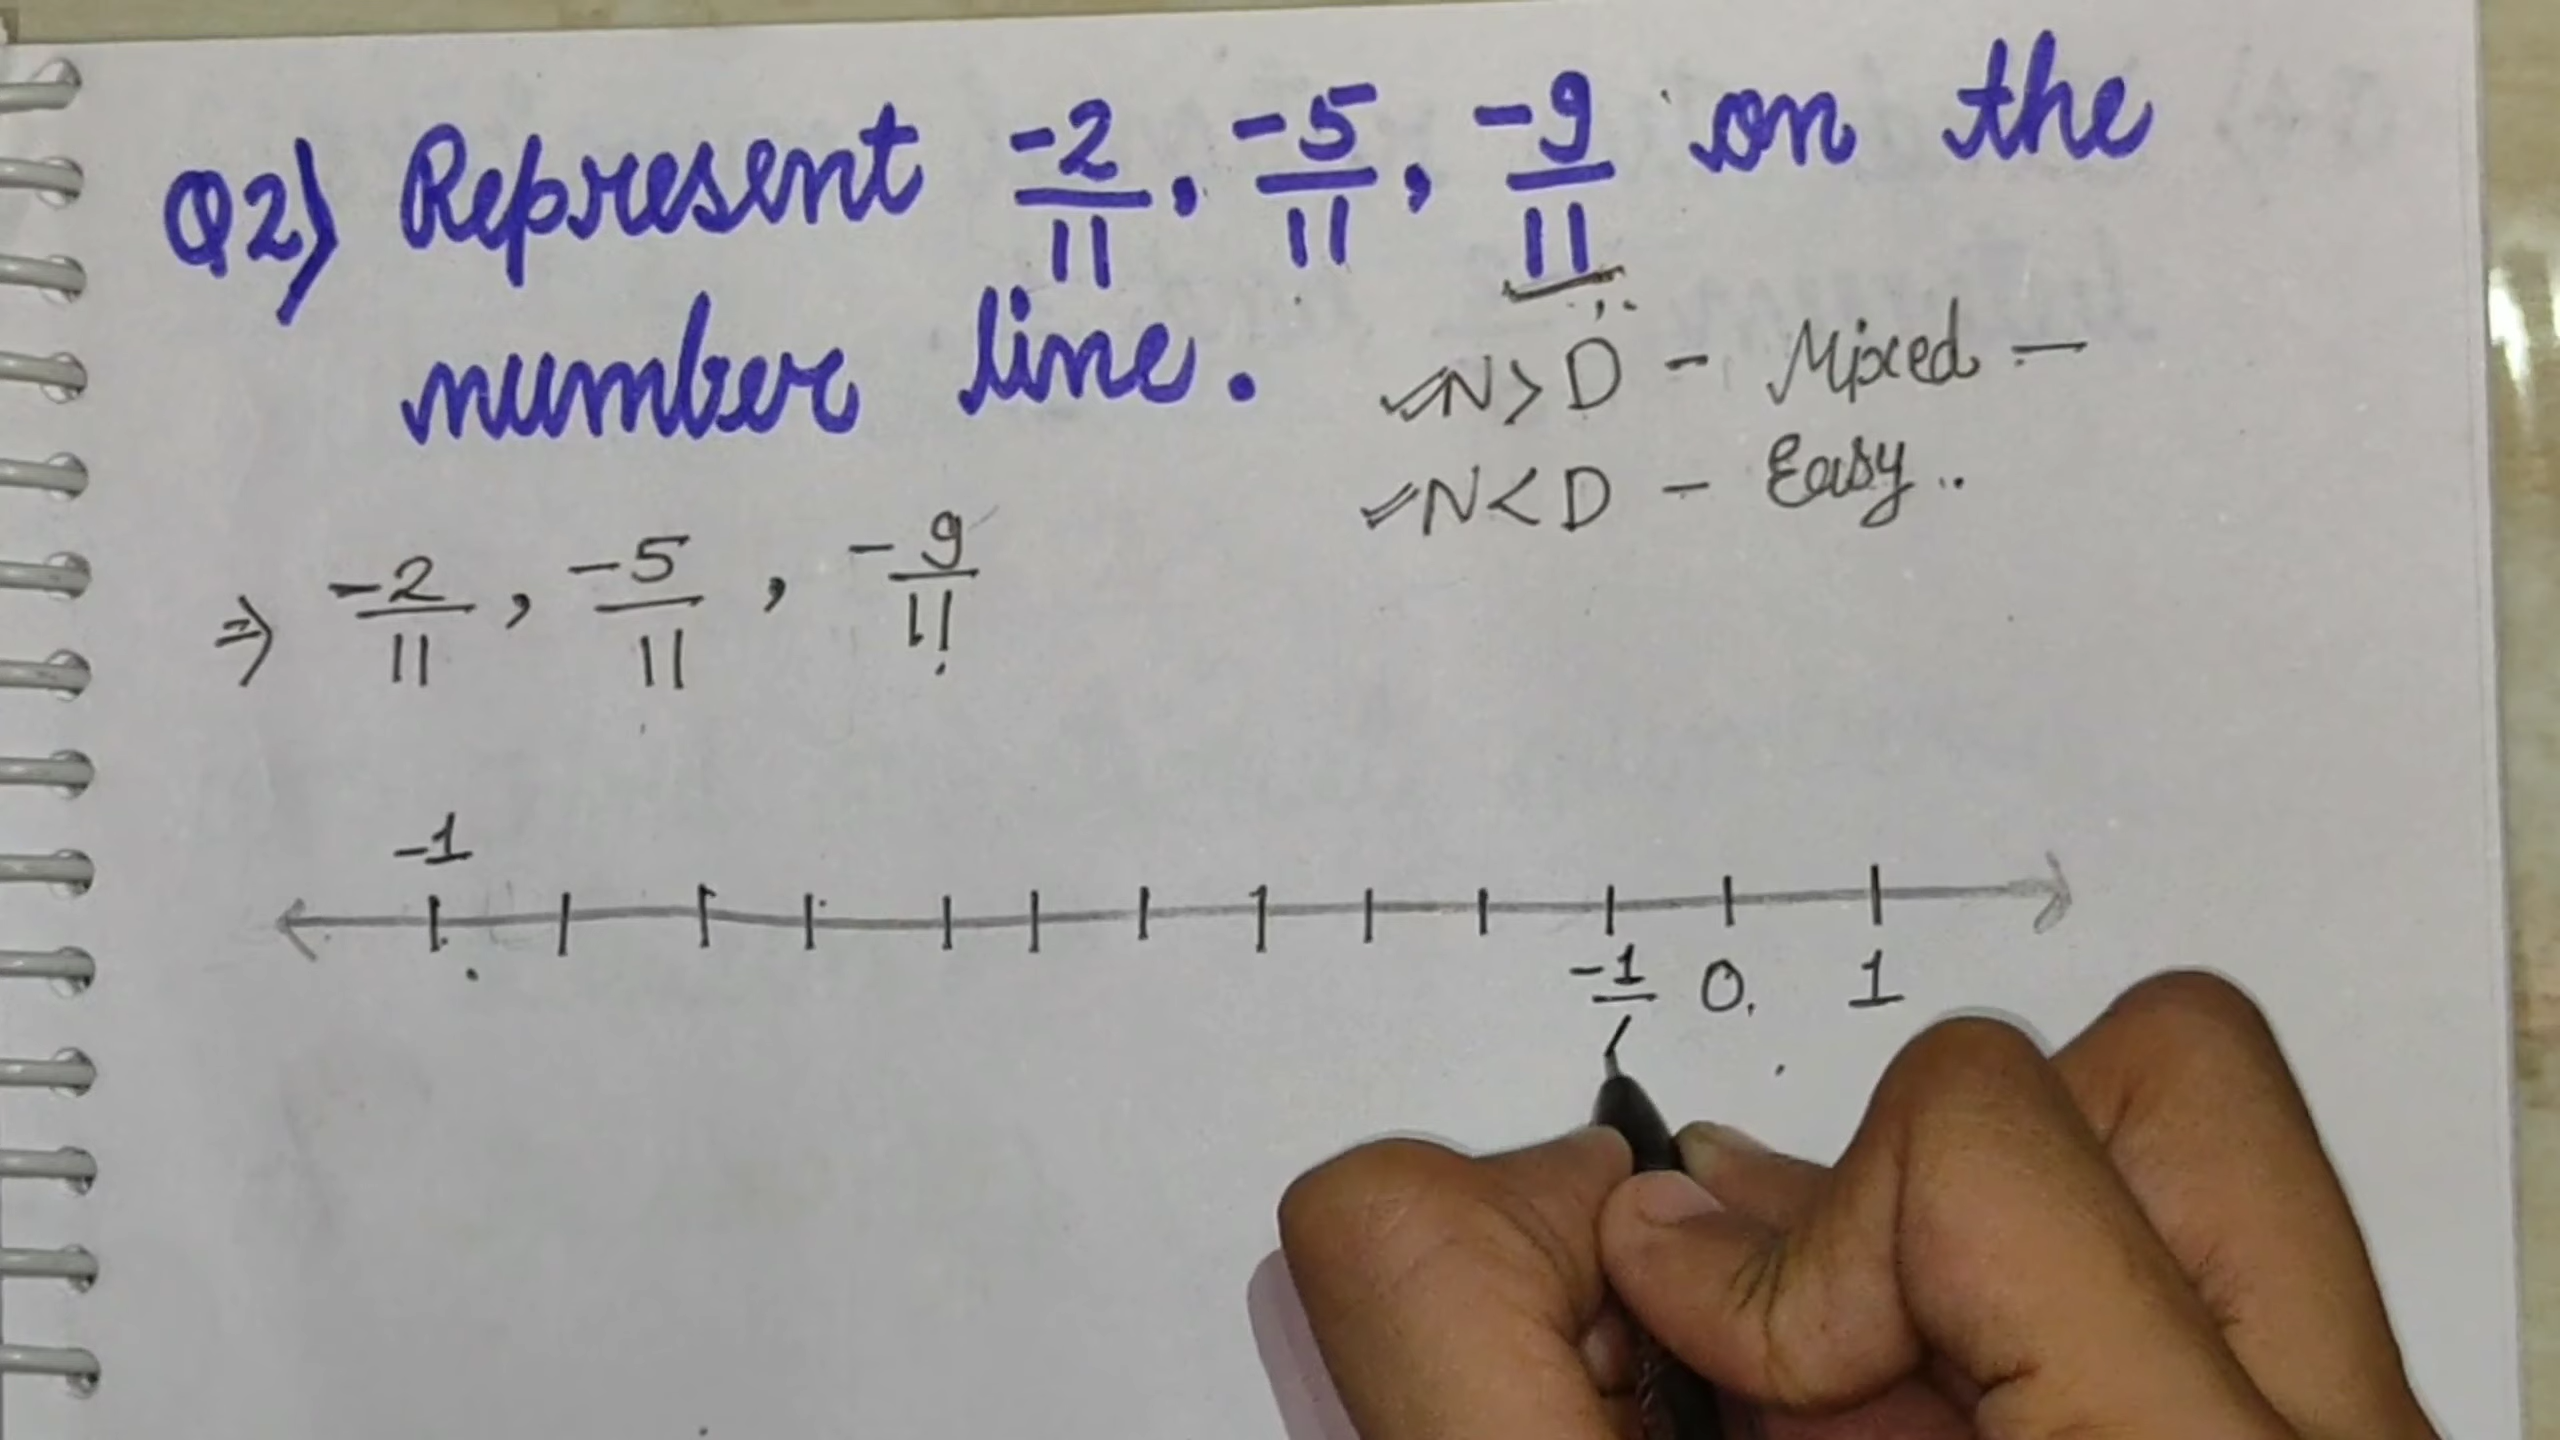 Q2) Represent -2/11, -5/11, -9/11 on the
number line.
N > D - Mixed -
N < D - Easy ..
⇒ -2/11, -5/11, -9/11
-1
-1/ 0. 1